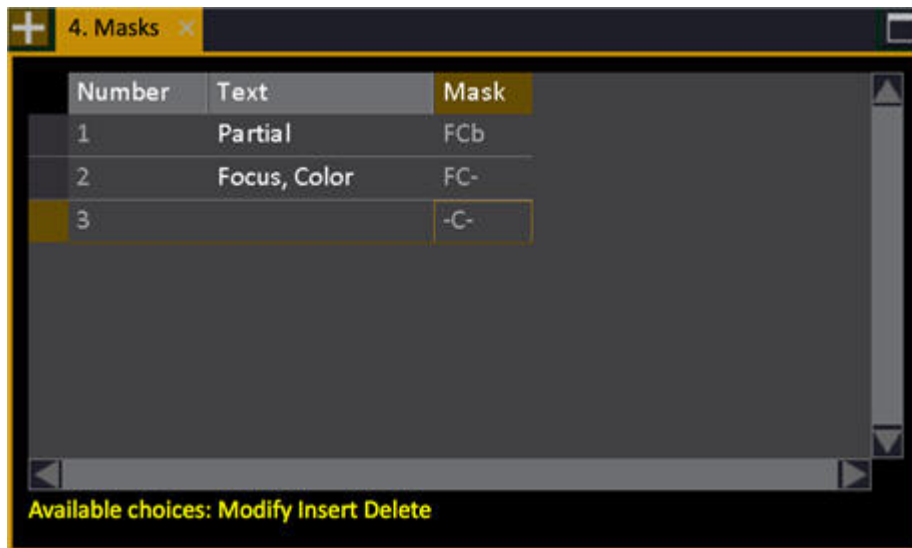 4. Masks
Number Text Mask
1 Partial FCb
2 Focus, Color FC-
3 -C-
Available choices: Modify Insert Delete